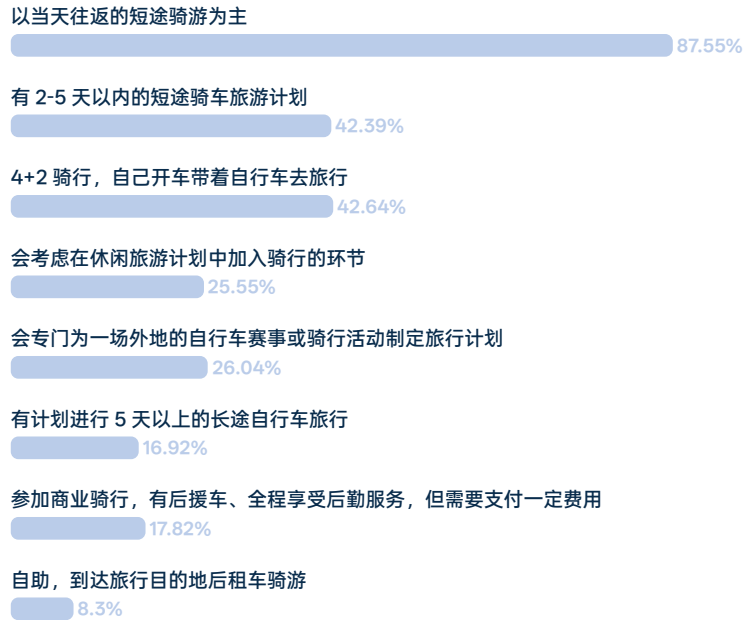 以当天往返的短途骑游为主
87.55%
有 2-5 天以内的短途骑车旅游计划
42.39%
4+2 骑行，自己开车带着自行车去旅行
42.64%
会考虑在休闲旅游计划中加入骑行的环节
25.55%
会专门为一场外地的自行车赛事或骑行活动制定旅行计划
26.04%
有计划进行 5 天以上的长途自行车旅行
16.92%
参加商业骑行，有后援车、全程享受后勤服务，但需要支付一定费用
17.82%
自助，到达旅行目的地后租车骑游
8.3%